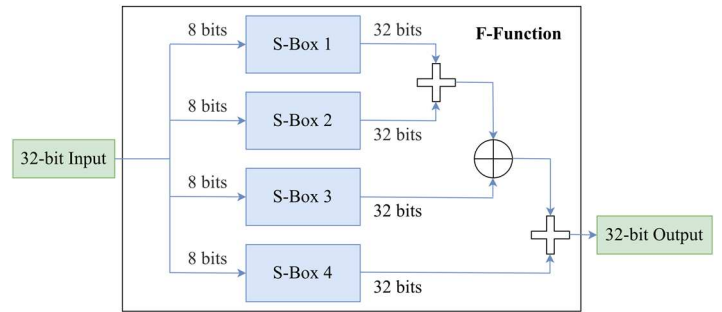 F-Function
8 bits
S-Box 1
32 bits
8 bits
S-Box 2
32 bits
32-bit Input
8 bits
S-Box 3
32 bits
32-bit Output
8 bits
S-Box 4
32 bits